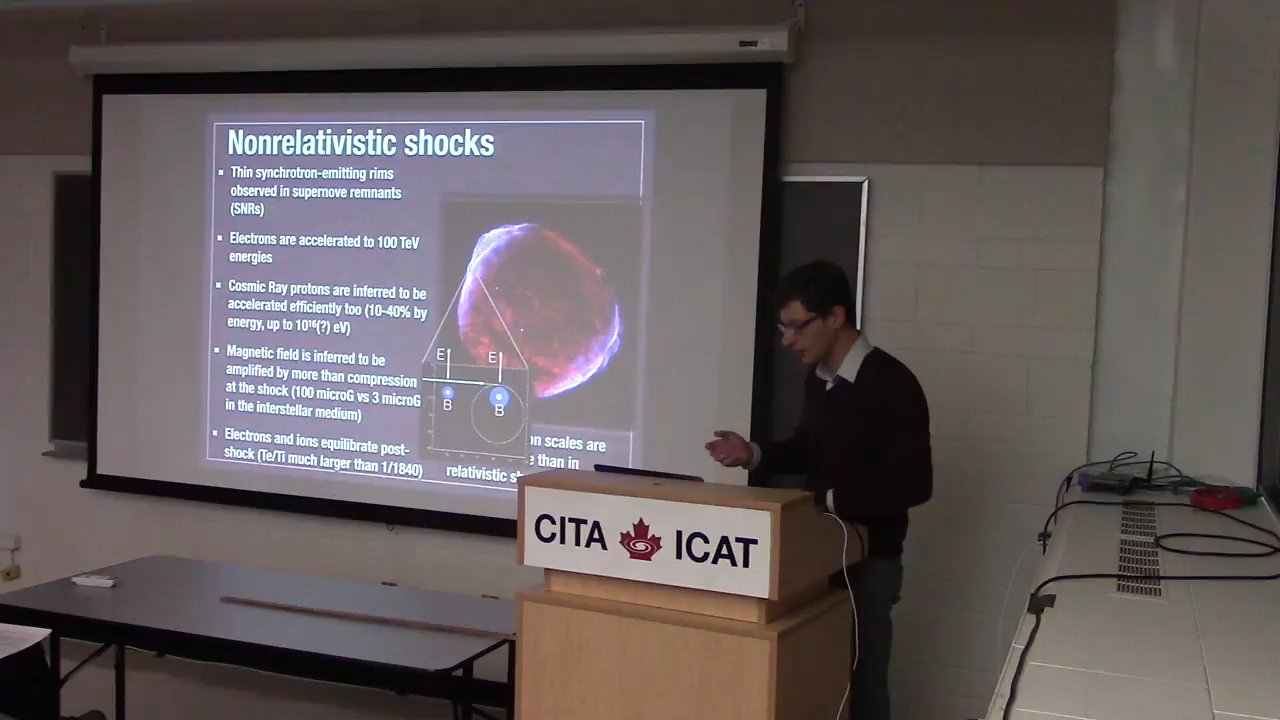 Nonrelativistic shocks
Thin synchrotron-emitting rims
observed in supernove remnants
(SNRs)
Electrons are accelerated to 100 TeV
energies
Cosmic Ray protons are inferred to be
accelerated efficiently too (10-40% by
energy, up to 10¹⁶(?) eV)
Magnetic field is inferred to be
amplified by more than compression
at the shock (100 microG vs 3 microG
in the interstellar medium)
Electrons and ions equilibrate post-
shock (Te/Ti much larger than 1/1840)
E E
B B
scales are
than in
relativistic
CITA ICAT